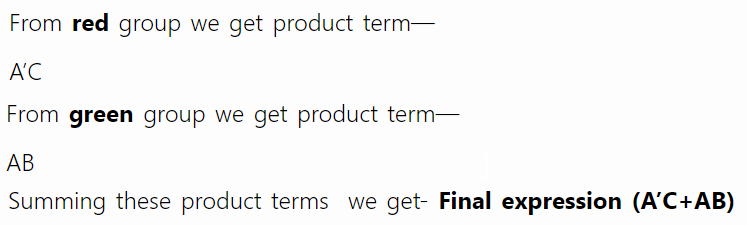 From red group we get product term—
A′C
From green group we get product term—
AB
Summing these product terms we get- Final expression (A′C+AB)